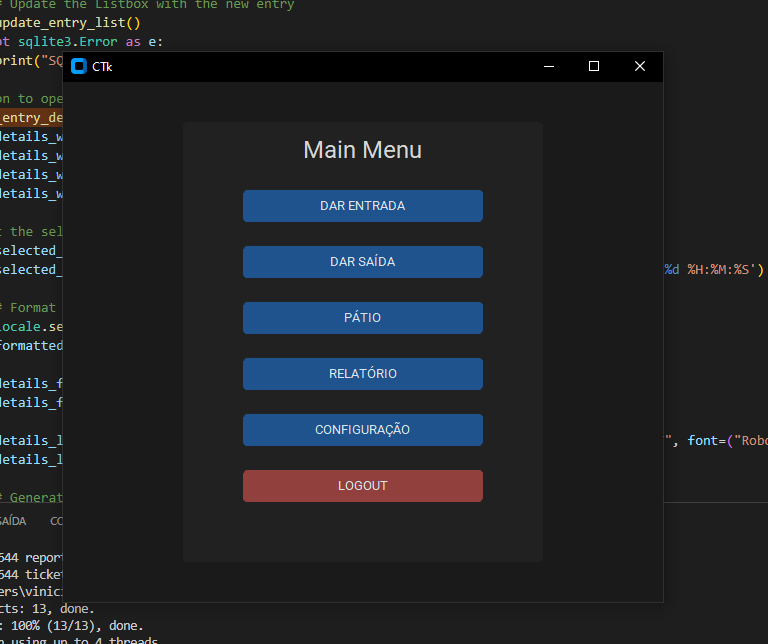 # Update the Listbox with the new entry
update_entry_list()
pt sqlite3.Error as e:
print("SQ
CTk
on to ope
_entry_de
details_w
details_w
details_w
details_w
Main Menu
DAR ENTRADA
DAR SAÍDA
PÁTIO
RELATÓRIO
CONFIGURAÇÃO
LOGOUT
t the sel
selected_
selected_
%d %H:%M:%S')
# Format
locale.se
formatted
details_f
details_f
details_l
", font=("Robo
details_l
# Generat
SAÍDA CO
644 report
644 ticket
ers\vinici
cts: 13, done.
: 100% (13/13), done.
n using up to 4 threads